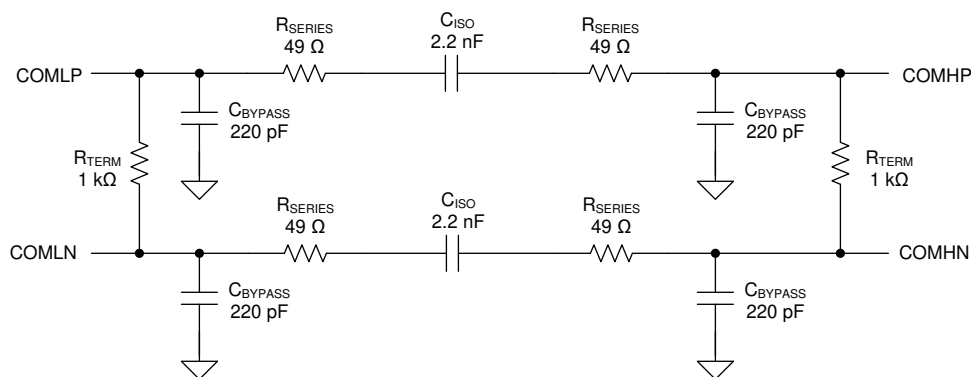 RSERIES
49 Ω
CISO
2.2 nF
RSERIES
49 Ω
COMLP
COMHP
CBYPASS
220 pF
CBYPASS
220 pF
RTERM
1 kΩ
RTERM
1 kΩ
RSERIES
49 Ω
CISO
2.2 nF
RSERIES
49 Ω
COMLN
COMHN
CBYPASS
220 pF
CBYPASS
220 pF